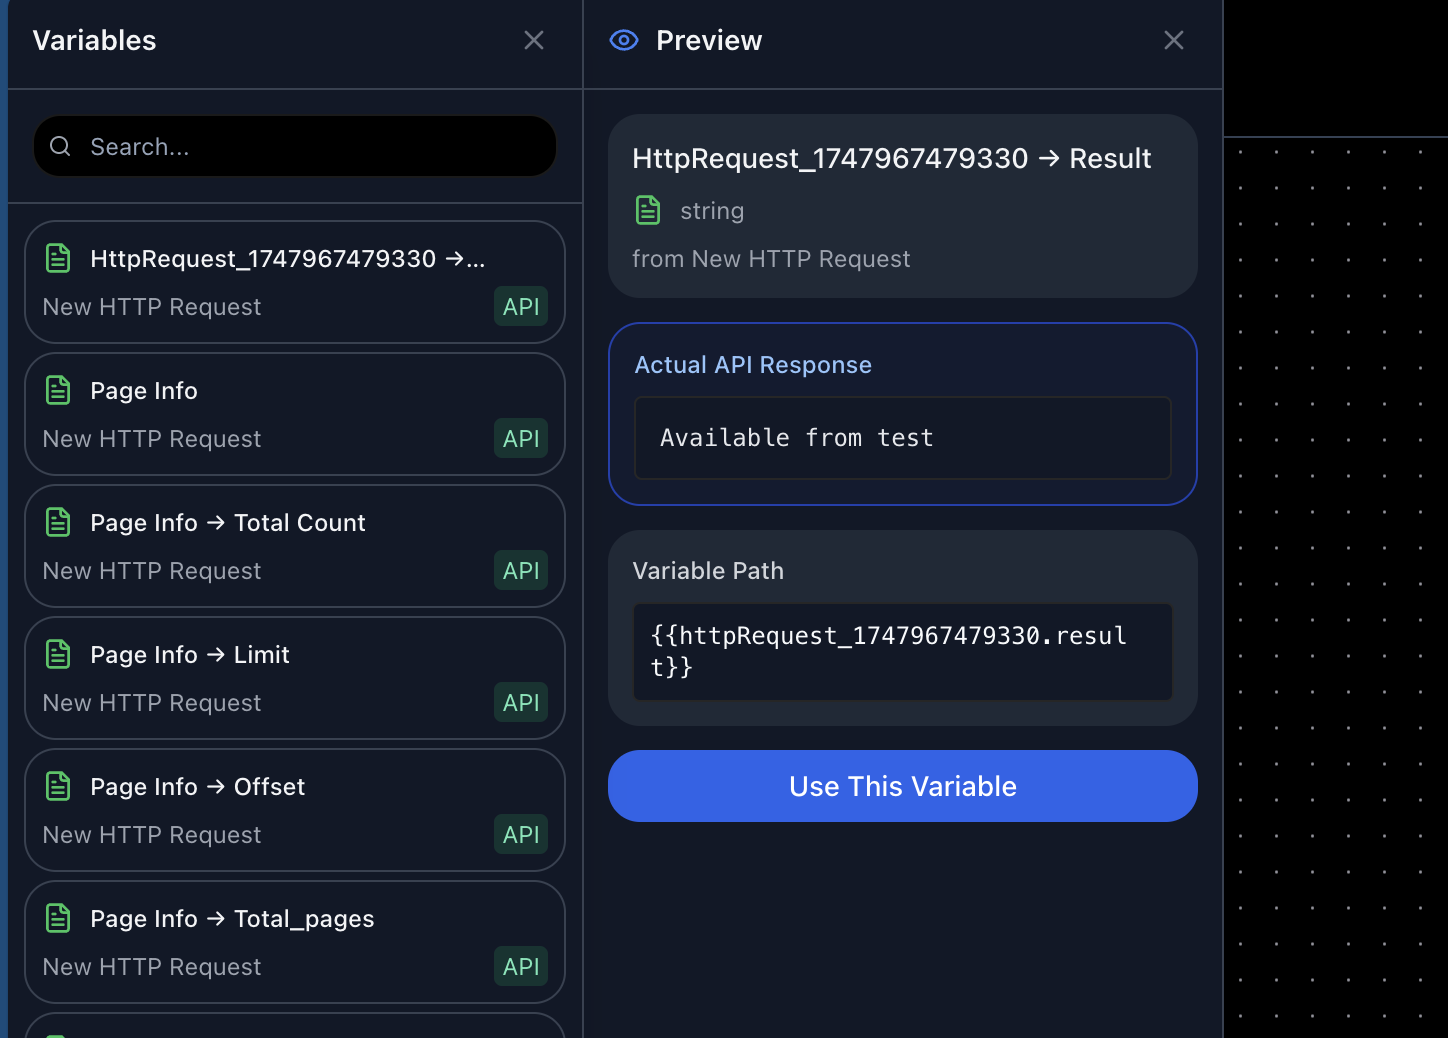 Variables
Search...
HttpRequest_1747967479330 →...
New HTTP Request
API
Page Info
New HTTP Request
API
Page Info → Total Count
New HTTP Request
API
Page Info → Limit
New HTTP Request
API
Page Info → Offset
New HTTP Request
API
Page Info → Total_pages
New HTTP Request
API
Preview
HttpRequest_1747967479330 → Result
string
from New HTTP Request
Actual API Response
Available from test
Variable Path
{{httpRequest_1747967479330.resul
t}}
Use This Variable